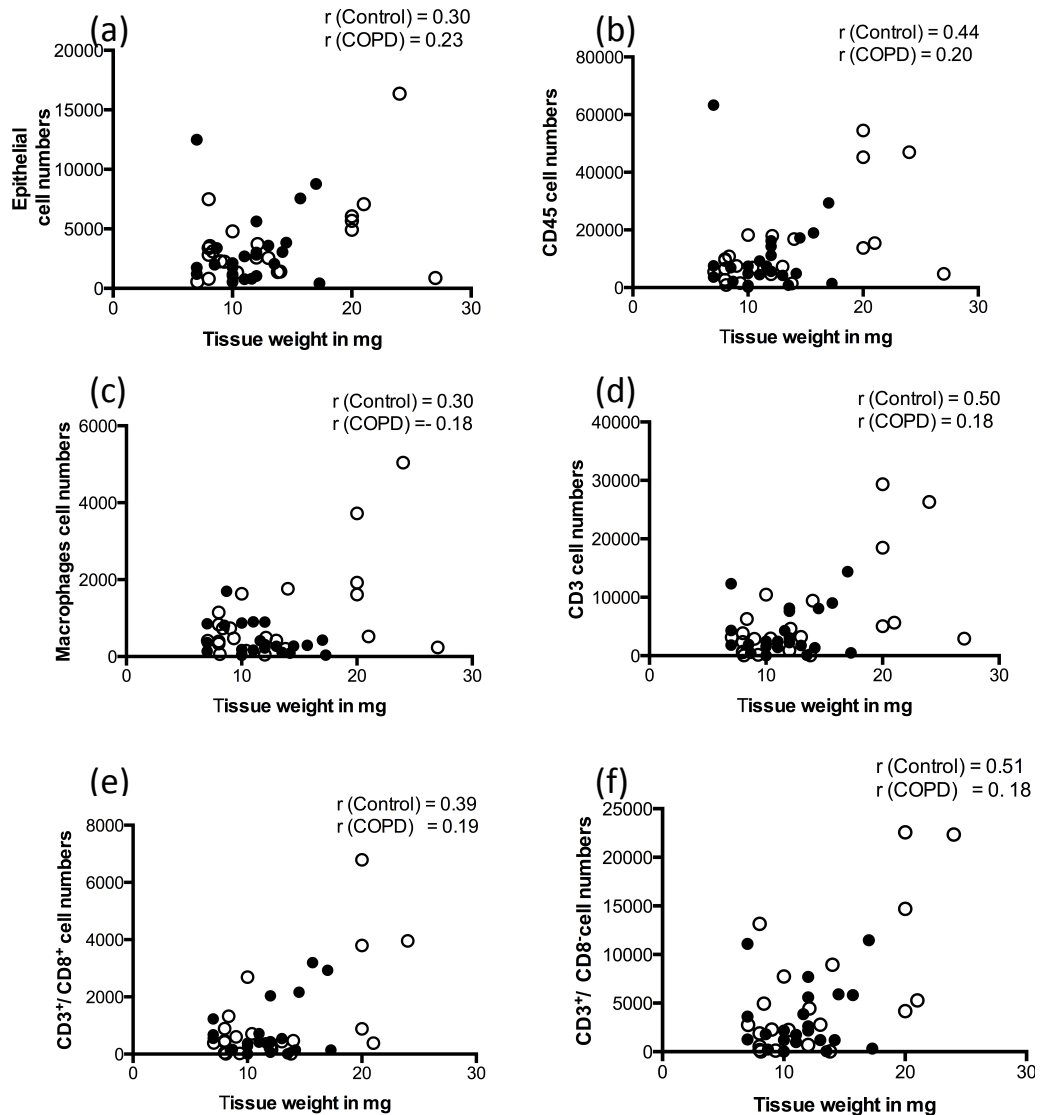 (a)
r (Control) = 0.30
r (COPD) = 0.23
20000
15000
10000
5000
0
Epithelial
cell numbers
0 10 20 30
Tissue weight in mg
(b)
r (Control) = 0.44
r (COPD) = 0.20
80000
60000
40000
20000
0
CD45 cell numbers
0 10 20 30
Tissue weight in mg
(c)
r (Control) = 0.30
r (COPD) =- 0.18
6000
4000
2000
0
Macrophages cell numbers
0 10 20 30
Tissue weight in mg
(d)
r (Control) = 0.50
r (COPD) = 0.18
40000
30000
20000
10000
0
CD3 cell numbers
0 10 20 30
Tissue weight in mg
(e)
r (Control) = 0.39
r (COPD) = 0.19
8000
6000
4000
2000
0
CD3⁺/ CD8⁺ cell numbers
0 10 20 30
Tissue weight in mg
(f)
r (Control) = 0.51
r (COPD) = 0. 18
25000
20000
15000
10000
5000
0
CD3⁺/ CD8⁻cell numbers
0 10 20 30
Tissue weight in mg